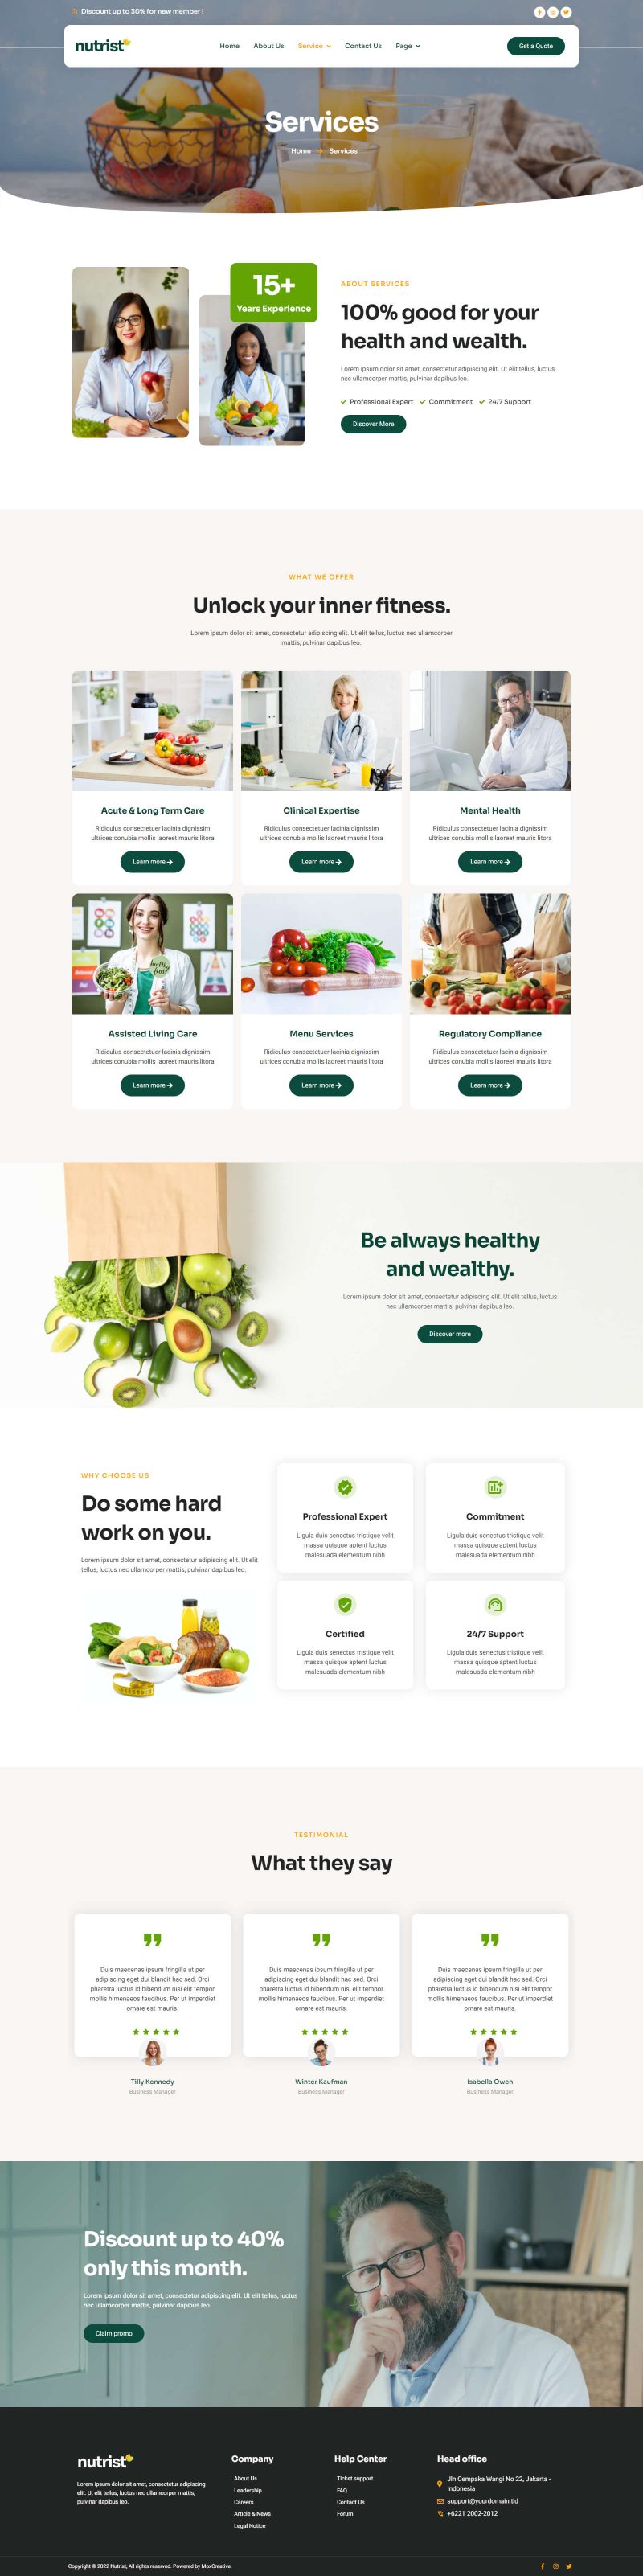 Discount up to 30% for new member !
nutrist
Home About Us Service Contact Us Page
Get a Quote
Services
Home Services
15+
Years Experience
ABOUT SERVICES
100% good for your
health and wealth.
Lorem ipsum dolor sit amet, consectetur adipiscing elit. Ut elit tellus, luctus
nec ullamcorper mattis, pulvinar dapibus leo.
Professional Expert Commitment 24/7 Support
Discover More
WHAT WE OFFER
Unlock your inner fitness.
Lorem ipsum dolor sit amet, consectetur adipiscing elit. Ut elit tellus, luctus nec ullamcorper
mattis, pulvinar dapibus leo.
Acute & Long Term Care
Ridiculus consectetuer lacinia dignissim
ultrices conubia mollis laoreet mauris litora
Learn more
Clinical Expertise
Ridiculus consectetuer lacinia dignissim
ultrices conubia mollis laoreet mauris litora
Learn more
Mental Health
Ridiculus consectetuer lacinia dignissim
ultrices conubia mollis laoreet mauris litora
Learn more
healthy
food
Assisted Living Care
Ridiculus consectetuer lacinia dignissim
ultrices conubia mollis laoreet mauris litora
Learn more
Menu Services
Ridiculus consectetuer lacinia dignissim
ultrices conubia mollis laoreet mauris litora
Learn more
Regulatory Compliance
Ridiculus consectetuer lacinia dignissim
ultrices conubia mollis laoreet mauris litora
Learn more
Be always healthy
and wealthy.
Lorem ipsum dolor sit amet, consectetur adipiscing elit. Ut elit tellus, luctus
nec ullamcorper mattis, pulvinar dapibus leo.
Discover more
WHY CHOOSE US
Do some hard
work on you.
Lorem ipsum dolor sit amet, consectetur adipiscing elit. Ut elit
tellus, luctus nec ullamcorper mattis, pulvinar dapibus leo.
Professional Expert
Ligula duis senectus tristique velit
massa quisque aptent luctus
malesuada elementum nibh
Commitment
Ligula duis senectus tristique velit
massa quisque aptent luctus
malesuada elementum nibh
Certified
Ligula duis senectus tristique velit
massa quisque aptent luctus
malesuada elementum nibh
24/7 Support
Ligula duis senectus tristique velit
massa quisque aptent luctus
malesuada elementum nibh
TESTIMONIAL
What they say
Duis maecenas ipsum fringilla ut per
adipiscing eget dui blandit hac sed. Orci
pharetra luctus id bibendum nisi elit tempor
mollis himenaeos faucibus. Per ut imperdiet
ornare est mauris.
Tilly Kennedy
Business Manager
Duis maecenas ipsum fringilla ut per
adipiscing eget dui blandit hac sed. Orci
pharetra luctus id bibendum nisi elit tempor
mollis himenaeos faucibus. Per ut imperdiet
ornare est mauris.
Winter Kaufman
Business Manager
Duis maecenas ipsum fringilla ut per
adipiscing eget dui blandit hac sed. Orci
pharetra luctus id bibendum nisi elit tempor
mollis himenaeos faucibus. Per ut imperdiet
ornare est mauris.
Isabella Owen
Business Manager
Discount up to 40%
only this month.
Lorem ipsum dolor sit amet, consectetur adipiscing elit. Ut elit tellus, luctus
nec ullamcorper mattis, pulvinar dapibus leo.
Claim promo
nutrist
Lorem ipsum dolor sit amet, consectetur adipiscing
elit. Ut elit tellus, luctus nec ullamcorper mattis,
pulvinar dapibus leo.
Company
About Us
Leadership
Careers
Article & News
Legal Notice
Help Center
Ticket support
FAQ
Contact Us
Forum
Head office
Jln Cempaka Wangi No 22, Jakarta -
Indonesia
support@yourdomain.tld
+6221 2002-2012
Copyright © 2022 Nutrist, All rights reserved. Powered by MoxCreative.